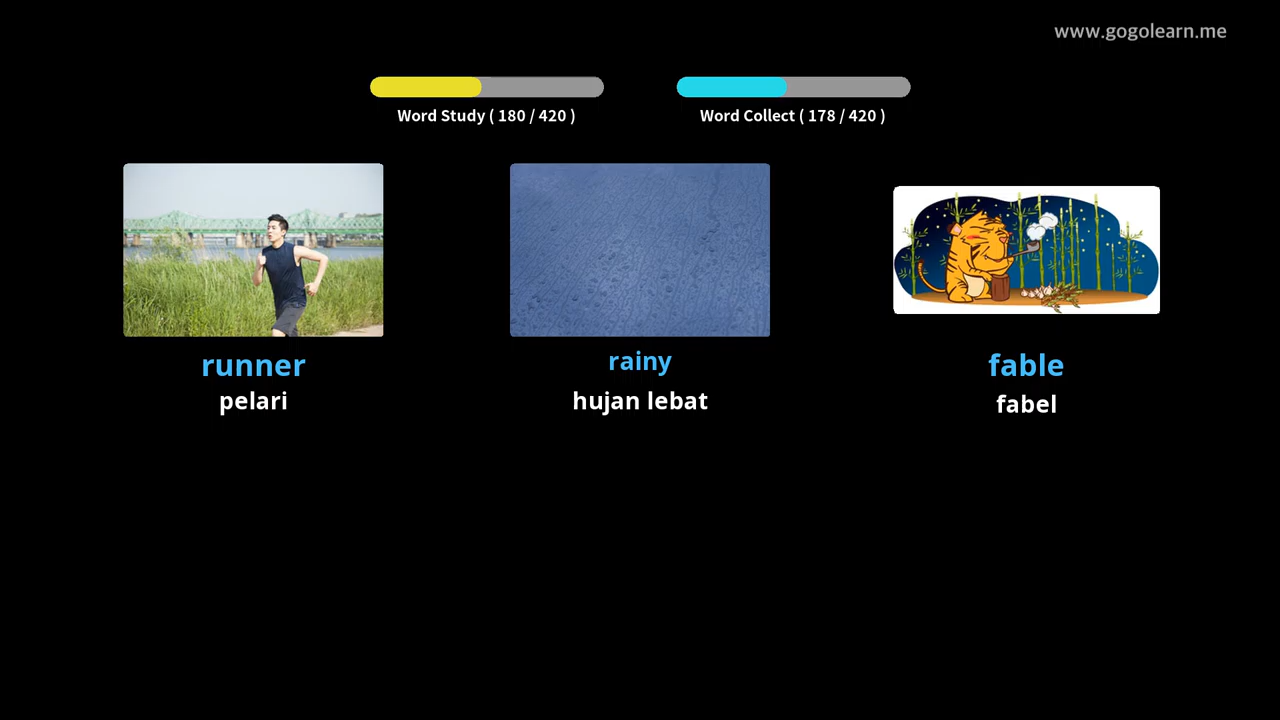 www.gogolearn.me
Word Study ( 180 / 420 )
Word Collect ( 178 / 420 )
runner
pelari
rainy
hujan lebat
fable
fabel